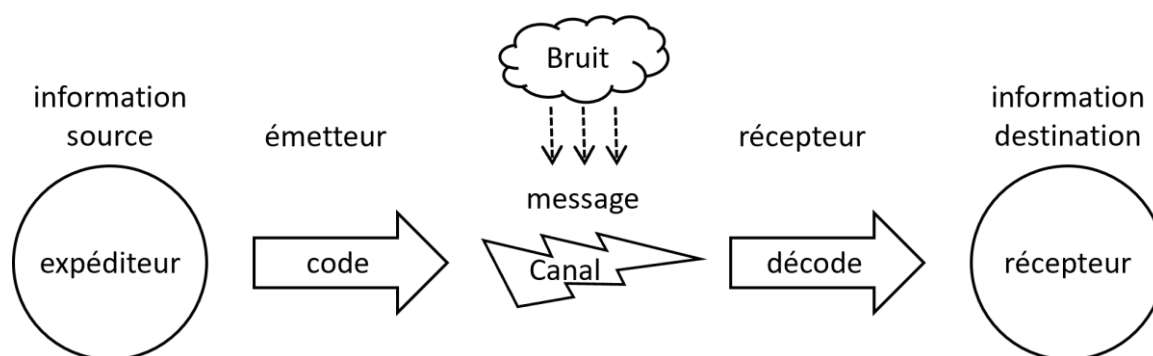 Bruit
information
source
émetteur
récepteur
information
destination
message
expéditeur
code
Canal
décode
récepteur